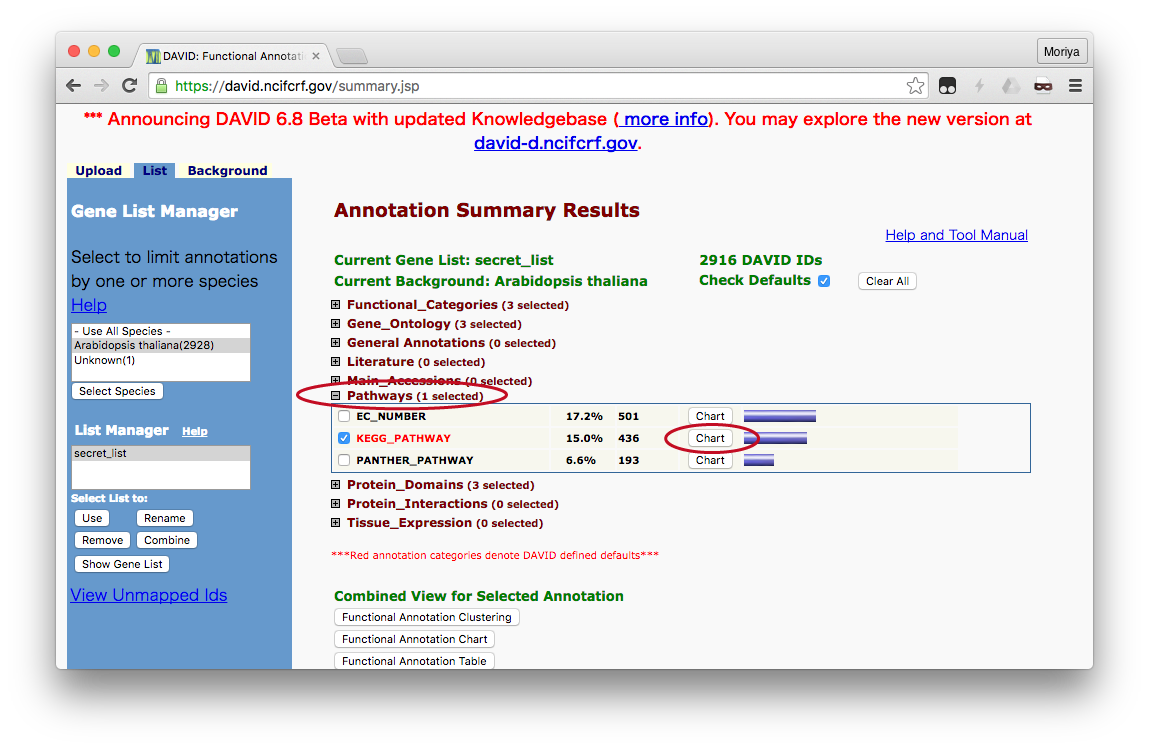 DAVID: Functional Annotati
Moriya
https://david.ncifcrf.gov/summary.jsp
*** Announcing DAVID 6.8 Beta with updated Knowledgebase ( more info). You may explore the new version at
david-d.ncifcrf.gov.
Upload List Background
Gene List Manager
Select to limit annotations
by one or more species
Help
- Use All Species -
Arabidopsis thaliana(2928)
Unknown(1)
Select Species
List Manager Help
secret_list
Select List to:
Use Rename
Remove Combine
Show Gene List
View Unmapped Ids
Annotation Summary Results
Help and Tool Manual
Current Gene List: secret_list 2916 DAVID IDs
Current Background: Arabidopsis thaliana Check Defaults Clear All
Functional_Categories (3 selected)
Gene_Ontology (3 selected)
General Annotations (0 selected)
Literature (0 selected)
Main_Accessions (0 selected)
Pathways (1 selected)
EC_NUMBER 17.2% 501 Chart
KEGG_PATHWAY 15.0% 436 Chart
PANTHER_PATHWAY 6.6% 193 Chart
Protein_Domains (3 selected)
Protein_Interactions (0 selected)
Tissue_Expression (0 selected)
***Red annotation categories denote DAVID defined defaults***
Combined View for Selected Annotation
Functional Annotation Clustering
Functional Annotation Chart
Functional Annotation Table